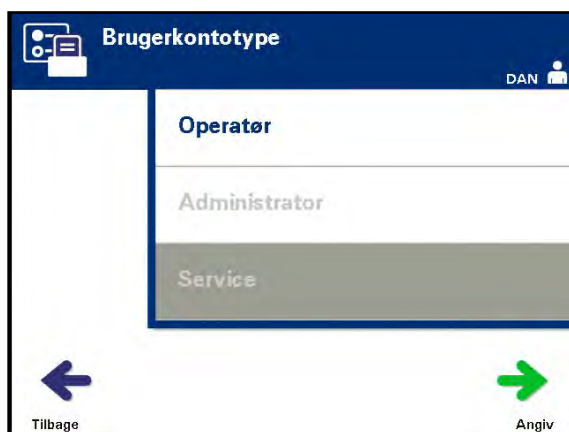 Brugerkontotype
DAN
Operatør
Administrator
Service
Tilbage
Angiv